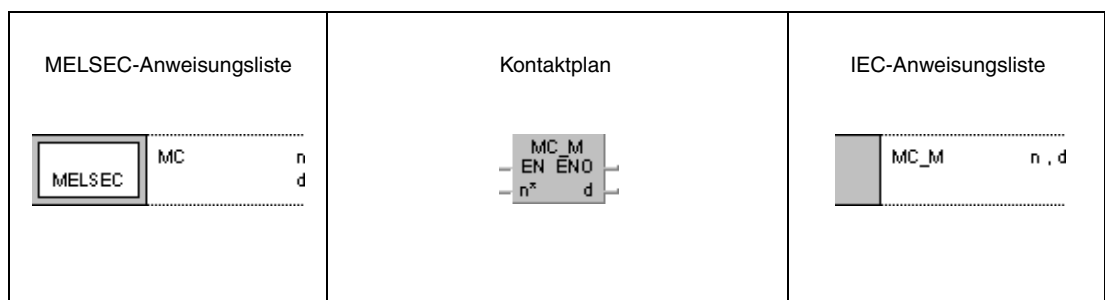 MELSEC-Anweisungsliste
MELSEC
MC n
d
Kontaktplan
MC_M
EN ENO
n* d
IEC-Anweisungsliste
MC_M n , d